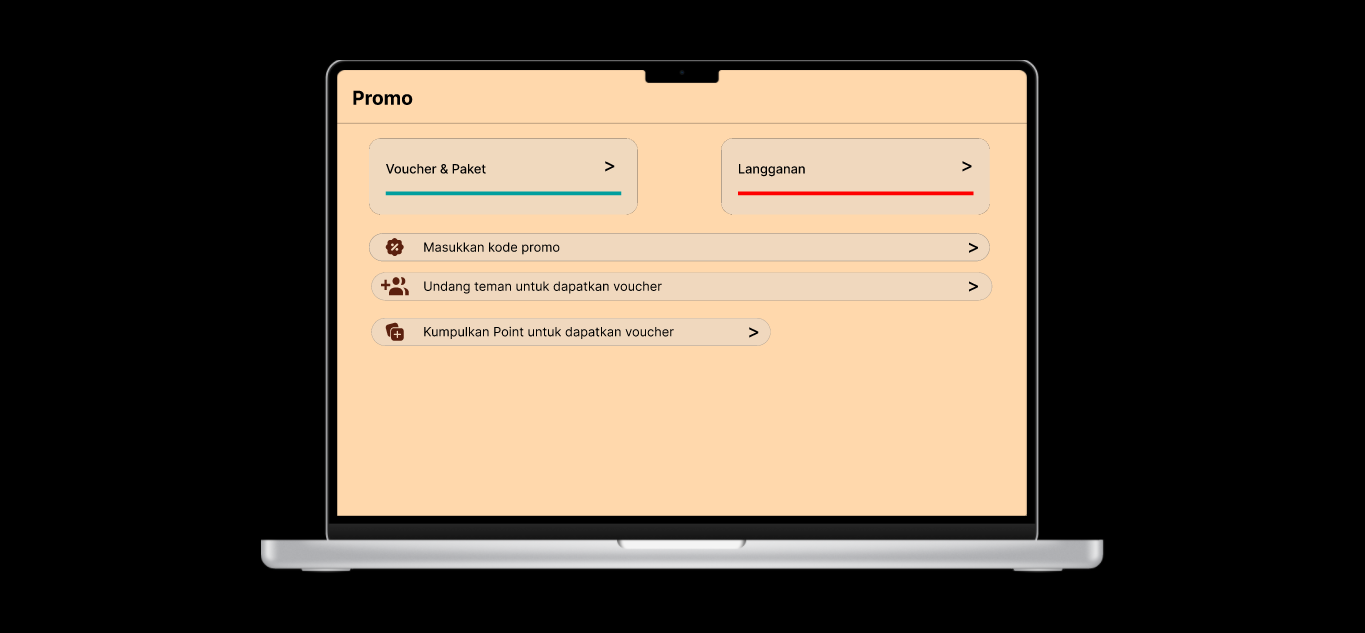 Promo
Voucher & Paket >
Langganan >
Masukkan kode promo >
Undang teman untuk dapatkan voucher >
Kumpulkan Point untuk dapatkan voucher >